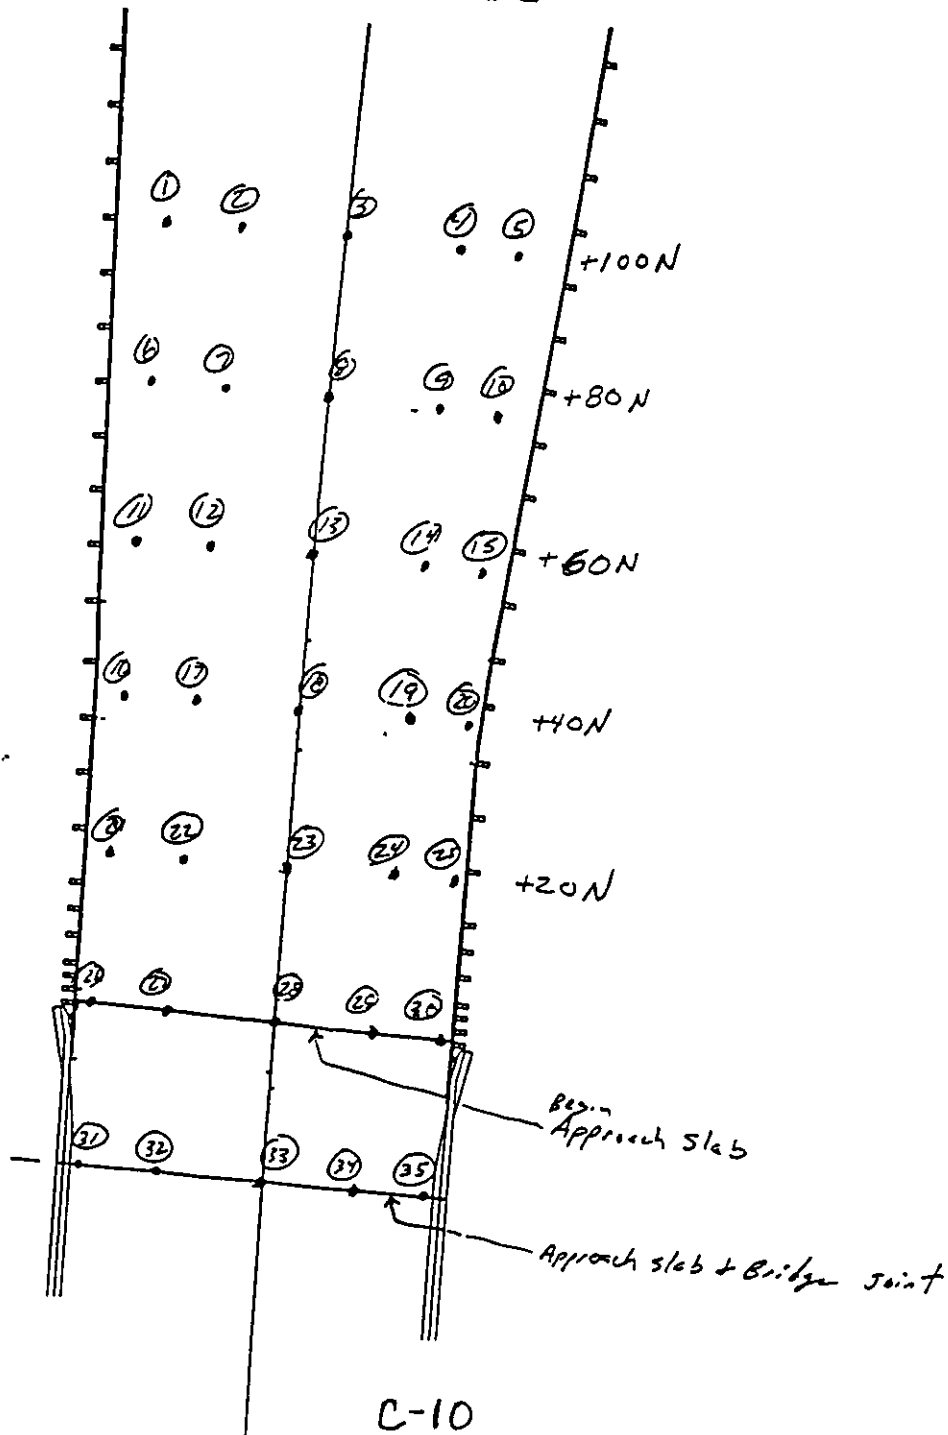 1 2 3 4 5
+100N
6 7 8 9 10
+80N
11 12 13 14 15
+60N
16 17 18 19 20
+40N
21 22 23 24 25
+20N
26 27 28 29 30
Begin
Approach slab
31 32 33 34 35
Approach slab + Bridge Joint
C-10